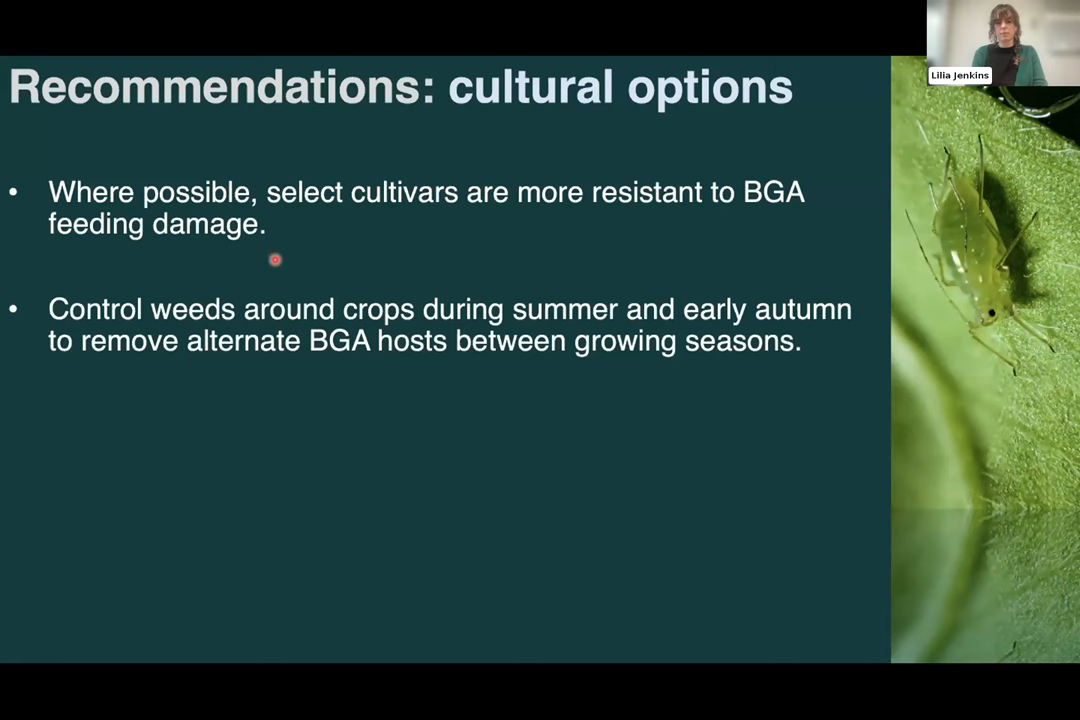 Lilia Jenkins
Recommendations: cultural options
• Where possible, select cultivars are more resistant to BGA
feeding damage.
• Control weeds around crops during summer and early autumn
to remove alternate BGA hosts between growing seasons.